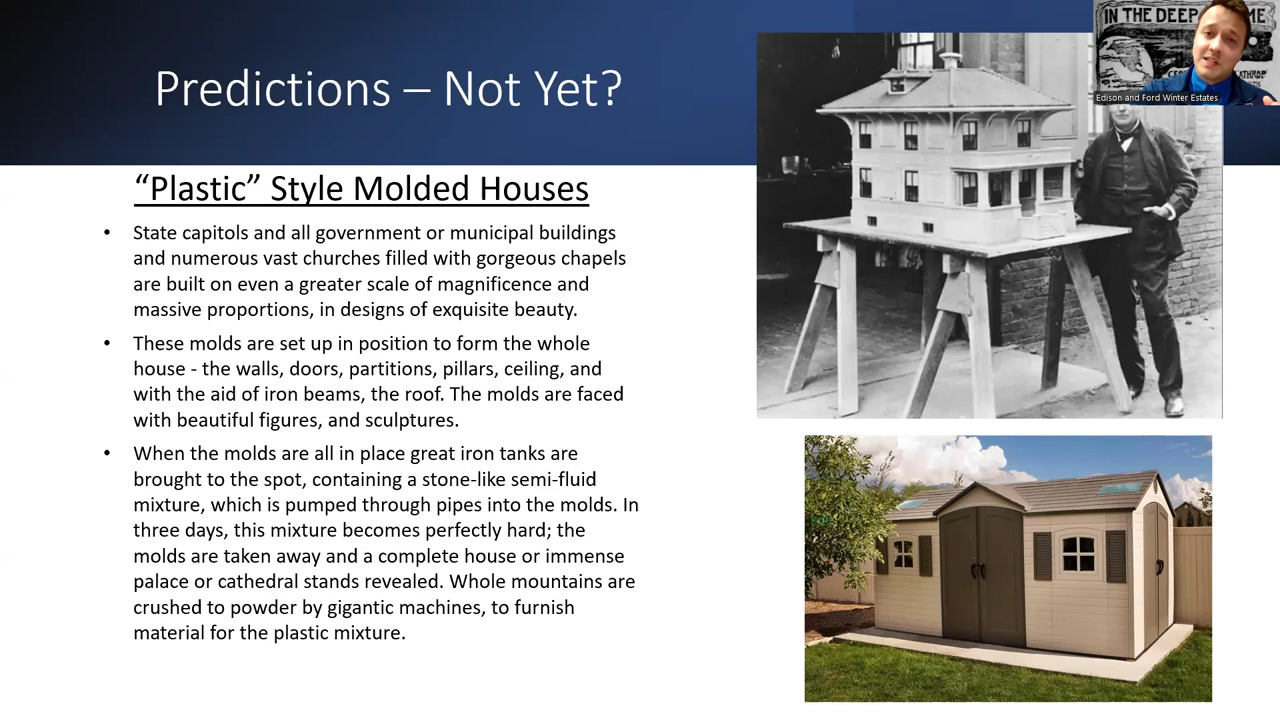 Predictions – Not Yet?
IN THE DEEP
ME
Edison and Ford Winter Estates
“Plastic” Style Molded Houses
• State capitols and all government or municipal buildings
and numerous vast churches filled with gorgeous chapels
are built on even a greater scale of magnificence and
massive proportions, in designs of exquisite beauty.
• These molds are set up in position to form the whole
house - the walls, doors, partitions, pillars, ceiling, and
with the aid of iron beams, the roof. The molds are faced
with beautiful figures, and sculptures.
• When the molds are all in place great iron tanks are
brought to the spot, containing a stone-like semi-fluid
mixture, which is pumped through pipes into the molds. In
three days, this mixture becomes perfectly hard; the
molds are taken away and a complete house or immense
palace or cathedral stands revealed. Whole mountains are
crushed to powder by gigantic machines, to furnish
material for the plastic mixture.